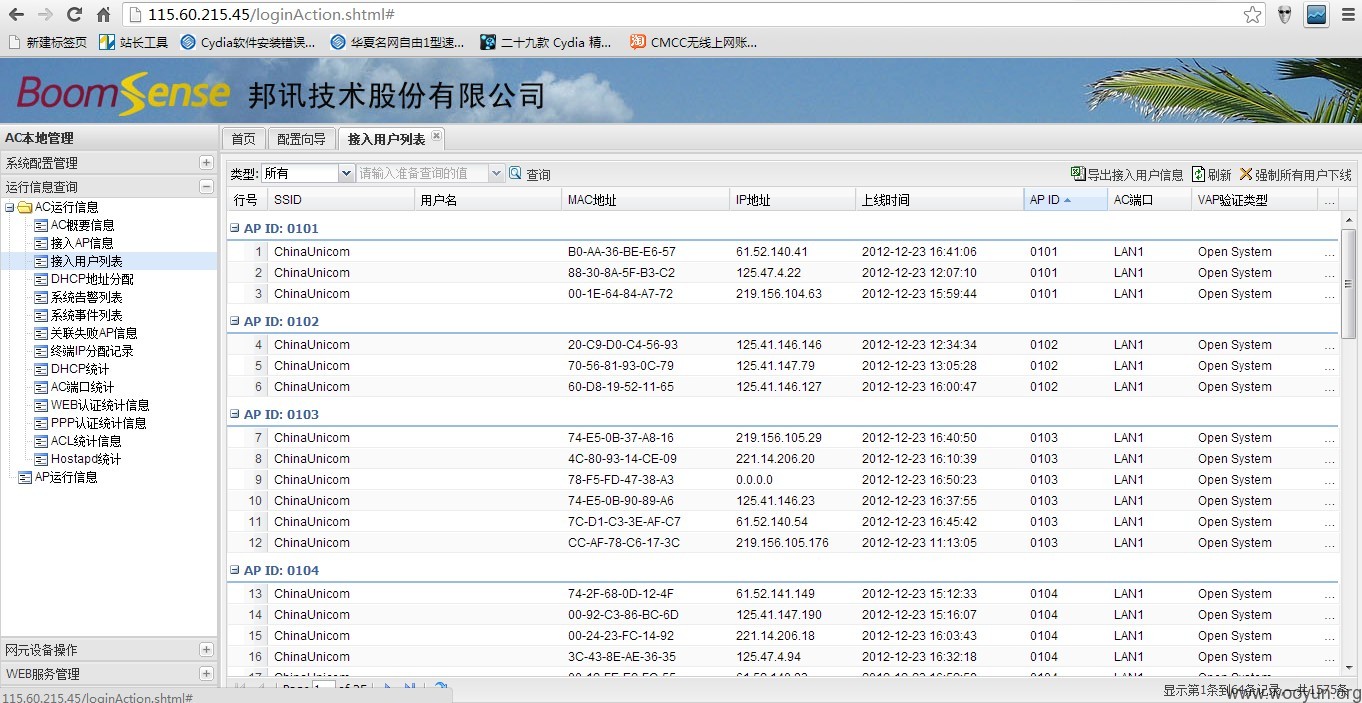 115.60.215.45/loginAction.shtml#
新建标签页 站长工具 Cydia软件安装错误... 华夏名网自由1型速... 二十九款 Cydia 精... CMCC无线上网账...
BoomSense 邦讯技术股份有限公司
AC本地管理
系统配置管理
运行信息查询
AC运行信息
AC概要信息
接入AP信息
接入用户列表
DHCP地址分配
系统告警列表
系统事件列表
关联失败AP信息
终端IP分配记录
DHCP统计
AC端口统计
WEB认证统计信息
PPP认证统计信息
ACL统计信息
Hostapd统计
AP运行信息
网元设备操作
WEB服务管理
115.60.215.45/loginAction.shtml#
首页 配置向导 接入用户列表
类型: 所有 请输入准备查询的值 查询 导出接入用户信息 刷新 强制所有用户下线
行号 SSID 用户名 MAC地址 IP地址 上线时间 AP ID AC端口 VAP验证类型 ...
AP ID: 0101
1 ChinaUnicom B0-AA-36-BE-E6-57 61.52.140.41 2012-12-23 16:41:06 0101 LAN1 Open System ...
2 ChinaUnicom 88-30-8A-5F-B3-C2 125.47.4.22 2012-12-23 12:07:10 0101 LAN1 Open System ...
3 ChinaUnicom 00-1E-64-84-A7-72 219.156.104.63 2012-12-23 15:59:44 0101 LAN1 Open System ...
AP ID: 0102
4 ChinaUnicom 20-C9-D0-C4-56-93 125.41.146.146 2012-12-23 12:34:34 0102 LAN1 Open System ...
5 ChinaUnicom 70-56-81-93-0C-79 125.41.147.79 2012-12-23 13:05:28 0102 LAN1 Open System ...
6 ChinaUnicom 60-D8-19-52-11-65 125.41.146.127 2012-12-23 16:00:47 0102 LAN1 Open System ...
AP ID: 0103
7 ChinaUnicom 74-E5-0B-37-A8-16 219.156.105.29 2012-12-23 16:40:50 0103 LAN1 Open System ...
8 ChinaUnicom 4C-80-93-14-CE-09 221.14.206.20 2012-12-23 16:10:39 0103 LAN1 Open System ...
9 ChinaUnicom 78-F5-FD-47-38-A3 0.0.0.0 2012-12-23 16:50:23 0103 LAN1 Open System ...
10 ChinaUnicom 74-E5-0B-90-89-A6 125.41.146.23 2012-12-23 16:37:55 0103 LAN1 Open System ...
11 ChinaUnicom 7C-D1-C3-3E-AF-C7 61.52.140.54 2012-12-23 16:45:42 0103 LAN1 Open System ...
12 ChinaUnicom CC-AF-78-C6-17-3C 219.156.105.176 2012-12-23 11:13:05 0103 LAN1 Open System ...
AP ID: 0104
13 ChinaUnicom 74-2F-68-0D-12-4F 61.52.141.149 2012-12-23 15:12:33 0104 LAN1 Open System ...
14 ChinaUnicom 00-92-C3-86-BC-6D 125.41.147.190 2012-12-23 15:16:07 0104 LAN1 Open System ...
15 ChinaUnicom 00-24-23-FC-14-92 221.14.206.18 2012-12-23 16:03:43 0104 LAN1 Open System ...
16 ChinaUnicom 3C-43-8E-AE-36-35 125.47.4.94 2012-12-23 16:32:18 0104 LAN1 Open System ...
显示第1条到64条记录,一共1575条
www.wooyun.org